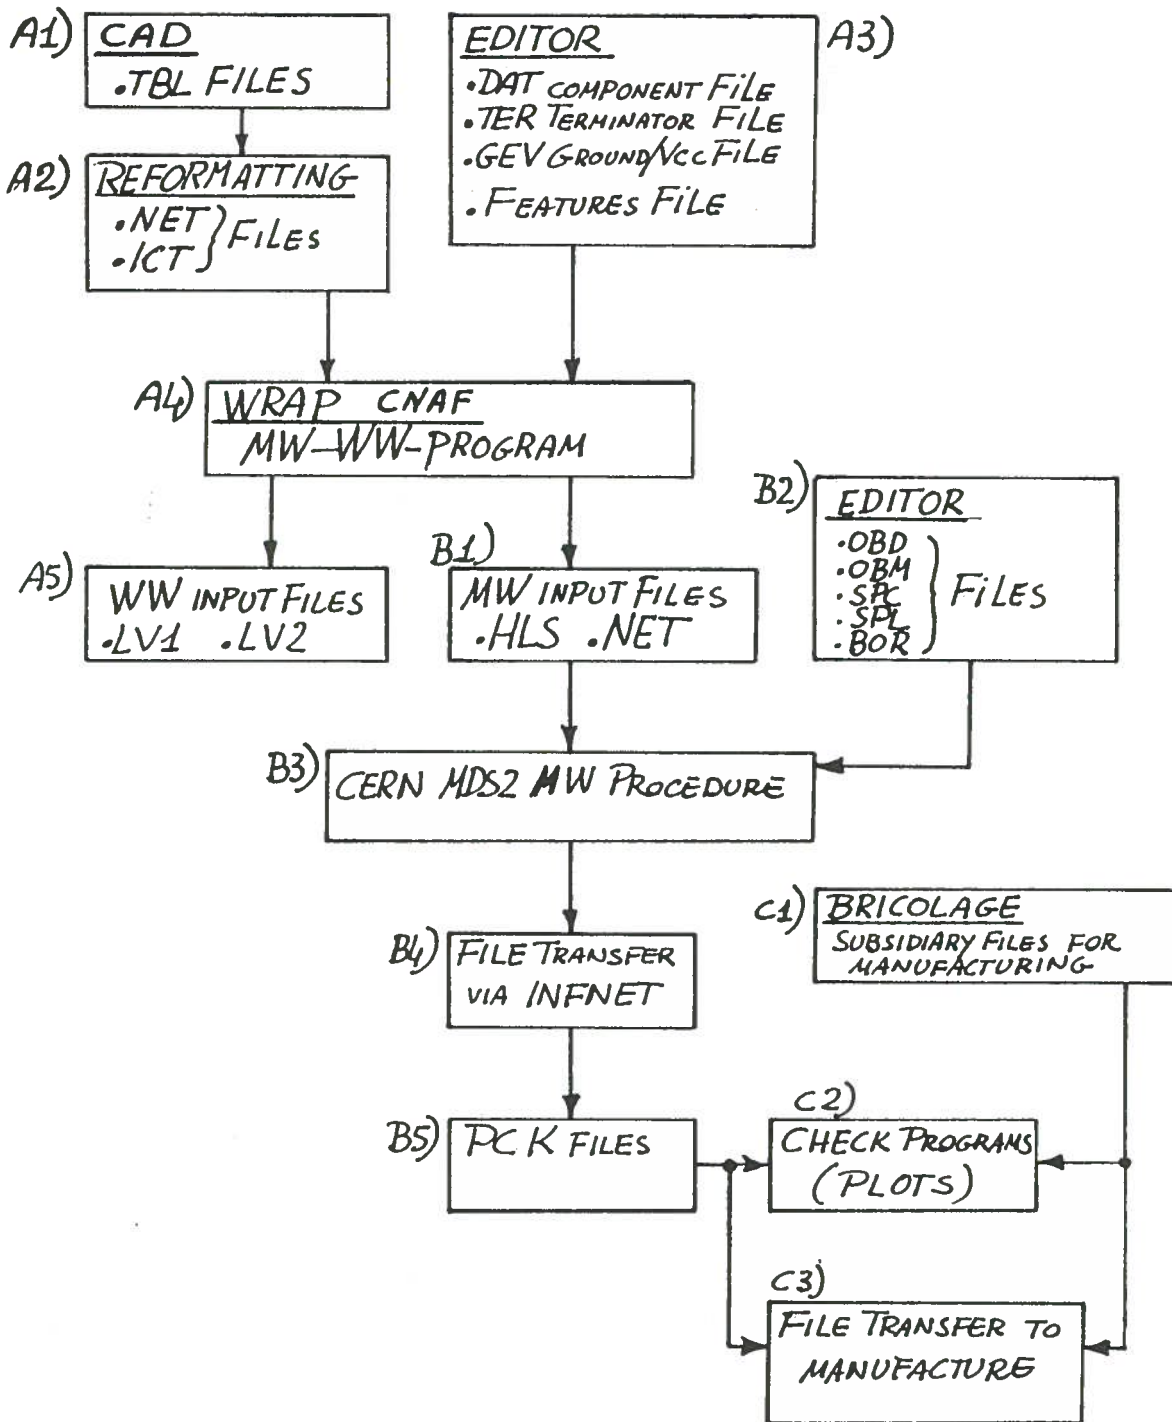 A1) CAD
.TBL FILES
A2) REFORMATTING
.NET
.ICT } FILES
EDITOR A3)
.DAT COMPONENT FILE
.TER TERMINATOR FILE
.GEV GROUND/VCC FILE
. FEATURES FILE
A4) WRAP CNAF
MW-WW-PROGRAM
A5) WW INPUT FILES
.LV1 .LV2
B1)
MW INPUT FILES
.HLS .NET
B2) EDITOR
.OBD
.OBM
.SPC } FILES
.SPL
.BOR
B3) CERN MDS2 MW PROCEDURE
B4) FILE TRANSFER
VIA INFNET
B5) PCK FILES
C1) BRICOLAGE
SUBSIDIARY FILES FOR
MANUFACTURING
C2)
CHECK PROGRAMS
(PLOTS)
C3)
FILE TRANSFER TO
MANUFACTURE